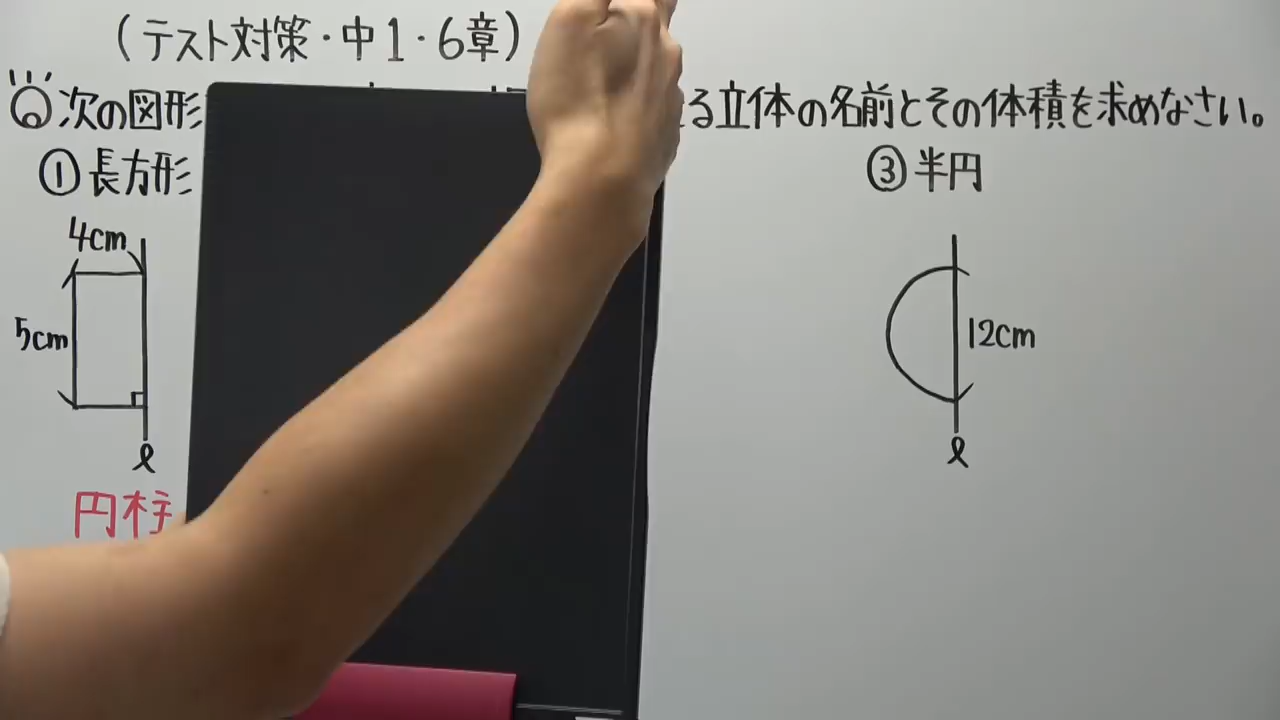 (テスト対策・中1・6章)
次の図形 る立体の名前とその体積を求めなさい。
①長方形 ③半円
4cm
5cm 12cm
ℓ ℓ
円柱